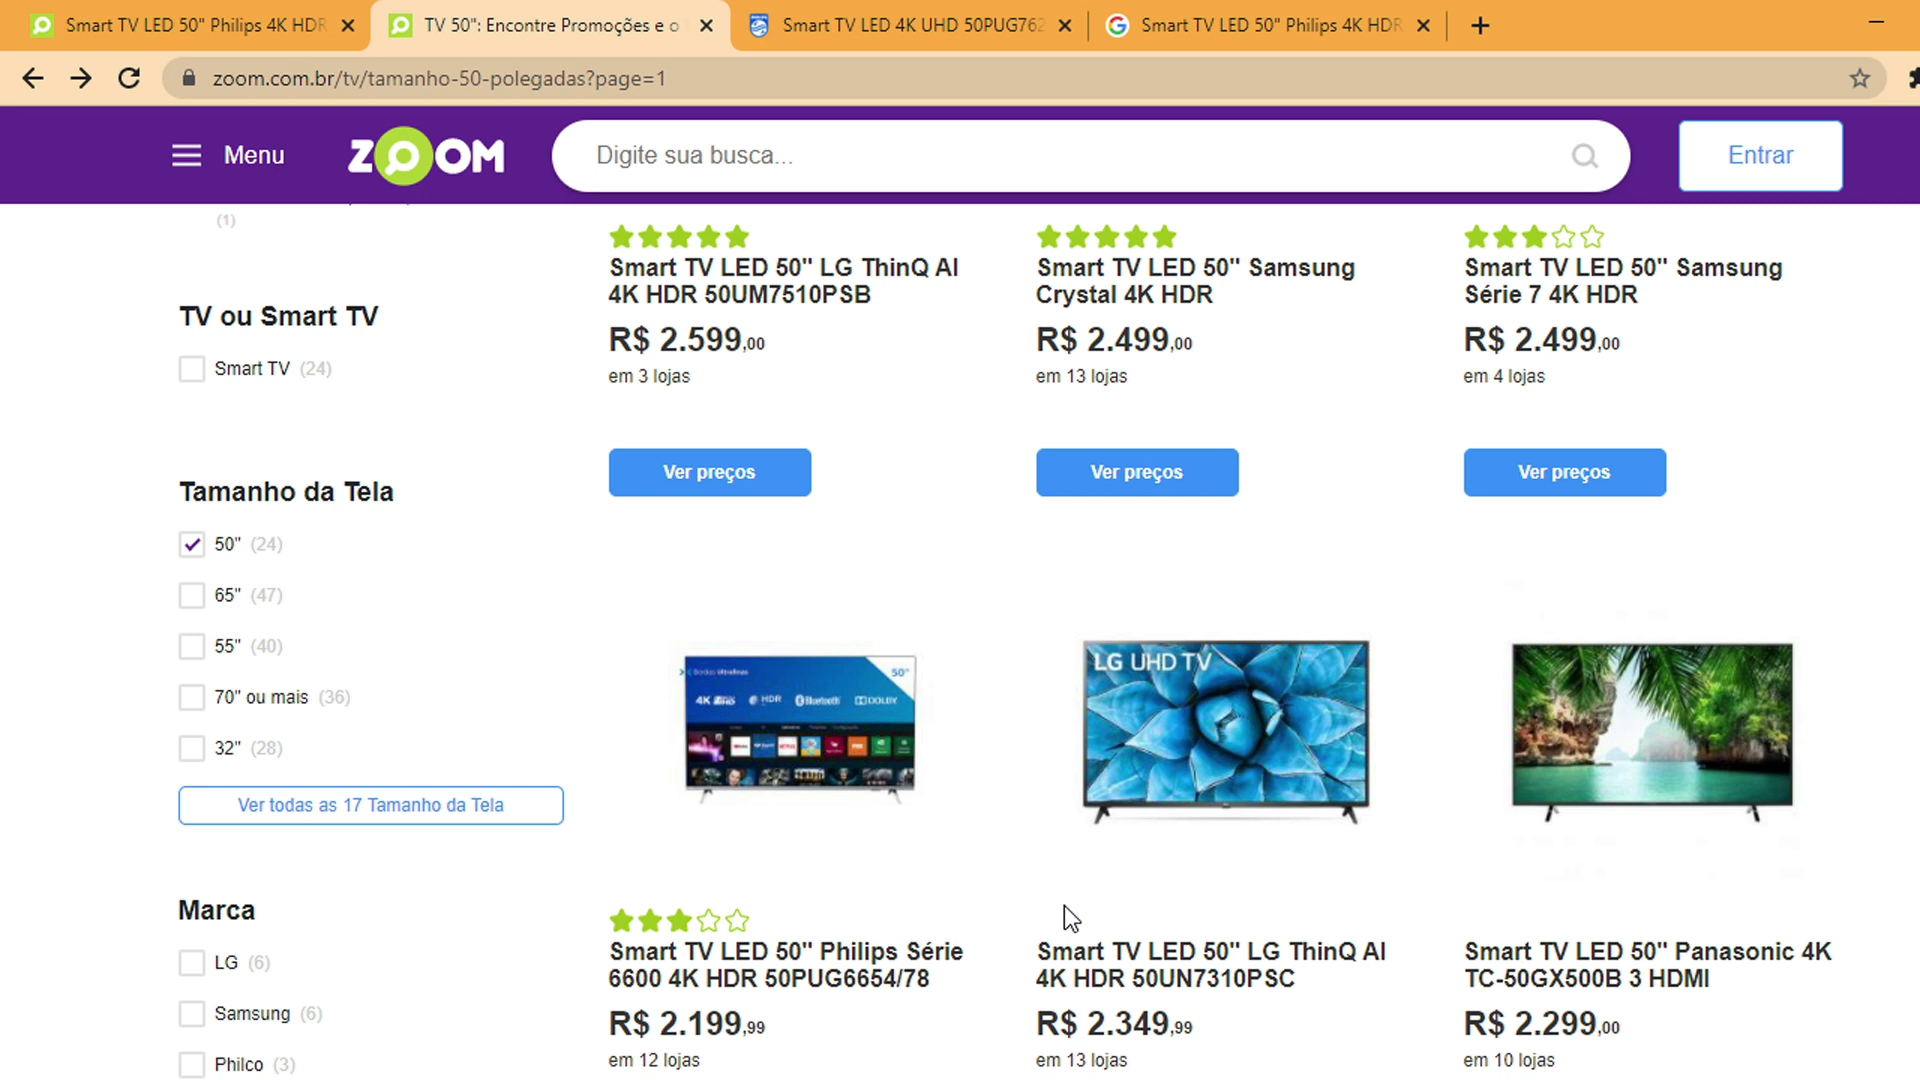 Smart TV LED 50" Philips 4K HDR
TV 50": Encontre Promoções e o
Smart TV LED 4K UHD 50PUG762
Smart TV LED 50" Philips 4K HDR
zoom.com.br/tv/tamanho-50-polegadas?page=1
Menu
ZOOM
Digite sua busca...
Entrar
(1)
TV ou Smart TV
Smart TV (24)
Tamanho da Tela
50" (24)
65" (47)
55" (40)
70" ou mais (36)
32" (28)
Ver todas as 17 Tamanho da Tela
Marca
LG (6)
Samsung (6)
Philco (3)
Smart TV LED 50" LG ThinQ AI
4K HDR 50UM7510PSB
R$ 2.599,00
em 3 lojas
Ver preços
Smart TV LED 50" Samsung
Crystal 4K HDR
R$ 2.499,00
em 13 lojas
Ver preços
Smart TV LED 50" Samsung
Série 7 4K HDR
R$ 2.499,00
em 4 lojas
Ver preços
Bordas Ultrafinas
50"
4K HDR Bluetooth DOLBY
Smart TV LED 50" Philips Série
6600 4K HDR 50PUG6654/78
R$ 2.199,99
em 12 lojas
LG UHD TV
Smart TV LED 50" LG ThinQ AI
4K HDR 50UN7310PSC
R$ 2.349,99
em 13 lojas
Smart TV LED 50" Panasonic 4K
TC-50GX500B 3 HDMI
R$ 2.299,00
em 10 lojas